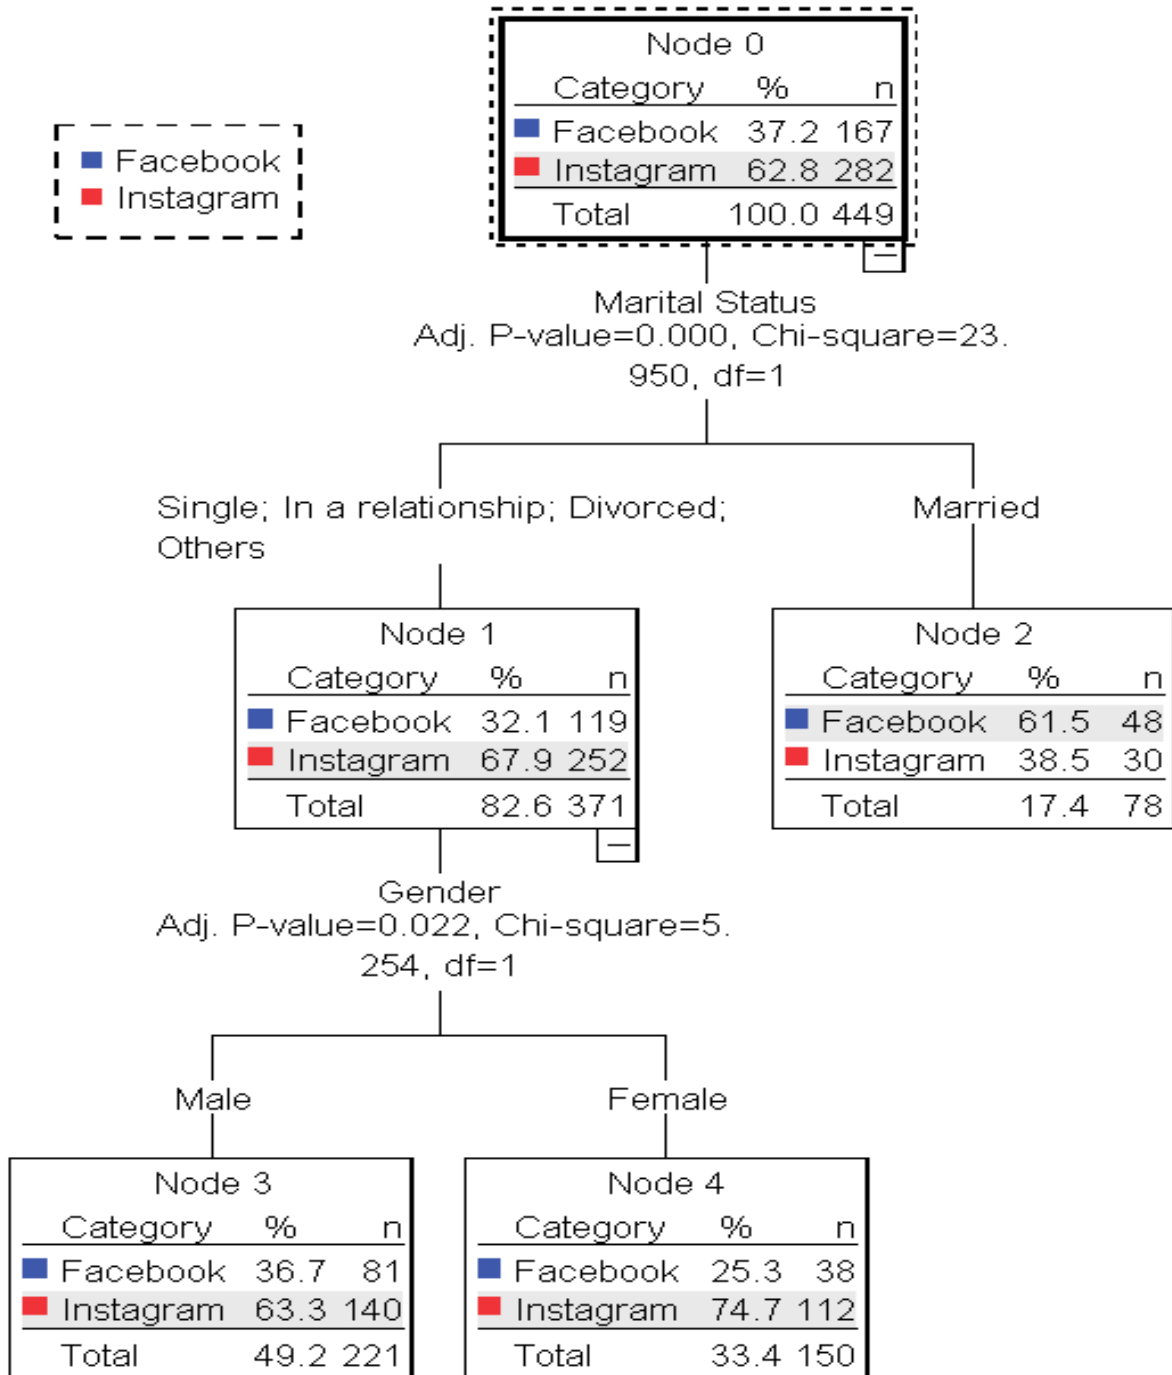 Facebook
Instagram
Node 0
Category % n
Facebook 37.2 167
Instagram 62.8 282
Total 100.0 449
Marital Status
Adj. P-value=0.000, Chi-square=23.
950, df=1
Single; In a relationship; Divorced;
Others
Married
Node 1
Category % n
Facebook 32.1 119
Instagram 67.9 252
Total 82.6 371
Node 2
Category % n
Facebook 61.5 48
Instagram 38.5 30
Total 17.4 78
Gender
Adj. P-value=0.022, Chi-square=5.
254, df=1
Male
Female
Node 3
Category % n
Facebook 36.7 81
Instagram 63.3 140
Total 49.2 221
Node 4
Category % n
Facebook 25.3 38
Instagram 74.7 112
Total 33.4 150